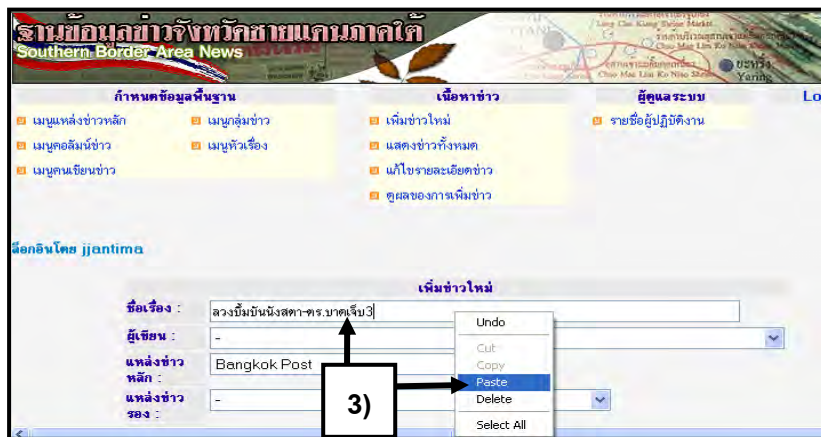 ฐานข้อมูลข่าวจังหวัดชายแดนภาคใต้
Southern Border Area News
Ling Cho Kiang Shrine Market
Chao Mae Lim Ko Niao Shrine
Yaring
กำหนดข้อมูลพื้นฐาน เนื้อหาข่าว ผู้ดูแลระบบ Lo
เมนูแหล่งข่าวหลัก เมนูกลุ่มข่าว เพิ่มข่าวใหม่ รายชื่อผู้ปฏิบัติงาน
เมนูคอลัมน์ข่าว เมนูหัวเรื่อง แสดงข่าวทั้งหมด
เมนูคนเขียนข่าว แก้ไขรายละเอียดข่าว
ดูผลของการเพิ่มข่าว
ล็อกอินโดย jjantima
เพิ่มข่าวใหม่
ชื่อเรื่อง : ลวงบึ้มบันนังสตา-ตร.บาดเจ็บ3
ผู้เขียน : -
แหล่งข่าว
หลัก : Bangkok Post
แหล่งข่าว
รอง : -
Undo
Cut
Copy
Paste
Delete
Select All
3)